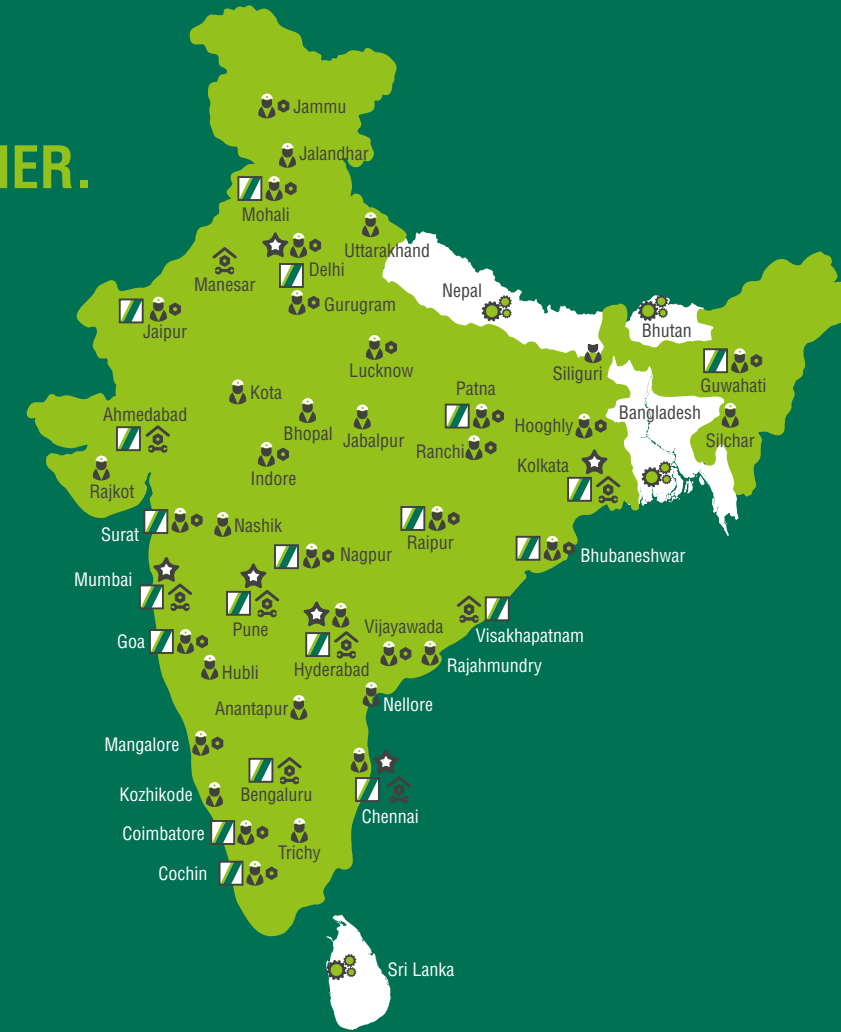 IER.
Jammu
Jalandhar
Mohali
Uttarakhand
Manesar
Delhi
Nepal
Gurugram
Bhutan
Jaipur
Lucknow
Siliguri
Guwahati
Kota
Patna
Ahmedabad
Bangladesh
Bhopal
Jabalpur
Hooghly
Silchar
Ranchi
Kolkata
Indore
Rajkot
Surat
Nashik
Raipur
Nagpur
Bhubaneshwar
Mumbai
Pune
Vijayawada
Visakhapatnam
Goa
Hyderabad
Rajahmundry
Hubli
Anantapur
Nellore
Mangalore
Kozhikode
Bengaluru
Chennai
Coimbatore
Trichy
Cochin
Sri Lanka